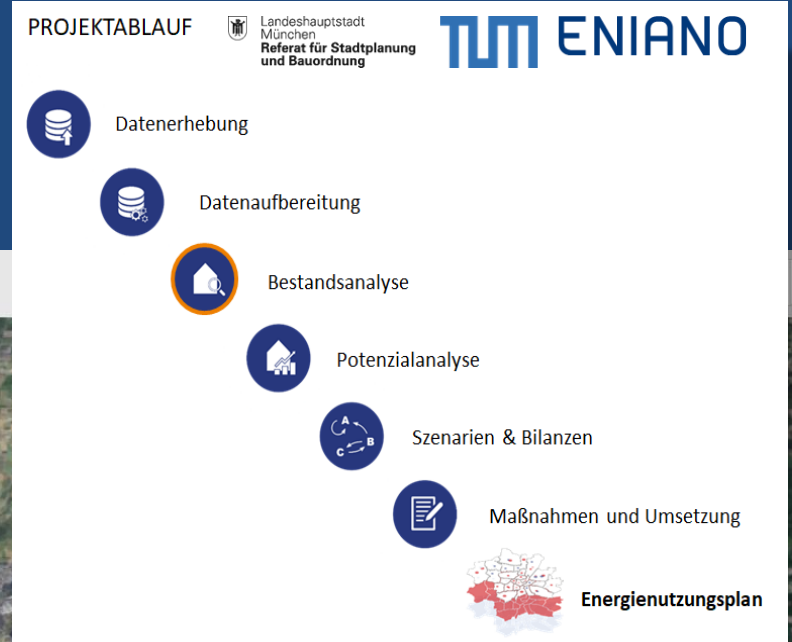 PROJEKTABLAUF
Landeshauptstadt
München
Referat für Stadtplanung
und Bauordnung
TUM ENIANO
Datenerhebung
Datenaufbereitung
Bestandsanalyse
Potenzialanalyse
A
B
C
Szenarien & Bilanzen
Maßnahmen und Umsetzung
Energienutzungsplan